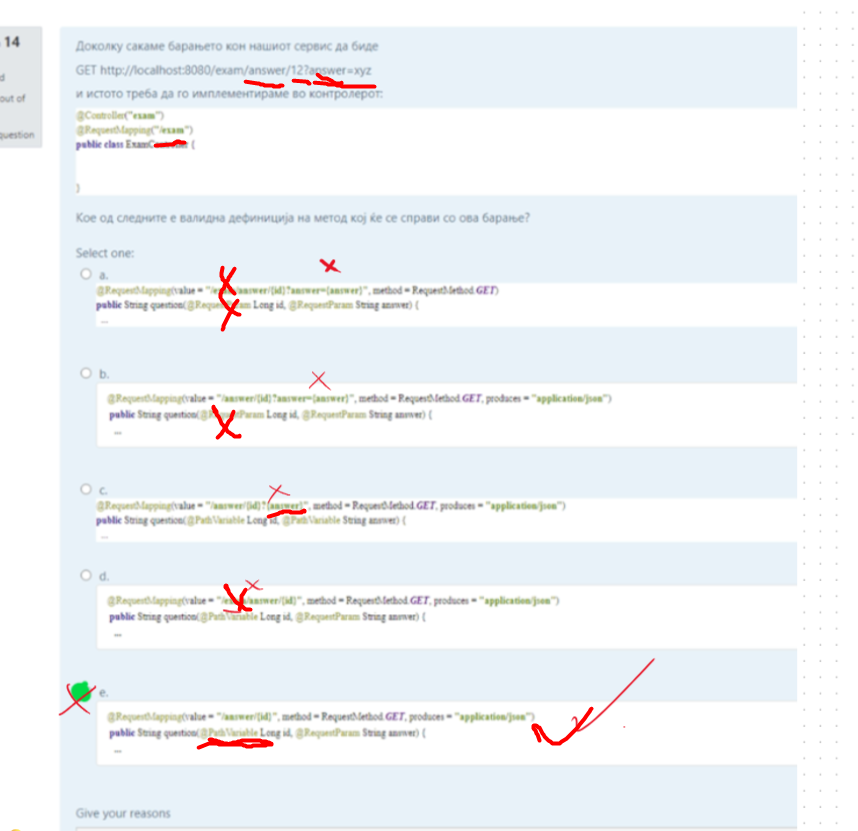 14
d
out of
question
Доколку сакаме барањето кон нашиот сервис да биде
GET http://localhost:8080/exam/answer/12?answer=xyz
и истото треба да го имплементираме во контролерот:
@Controller("exam")
@RequestMapping("/exam")
public class ExamController {
}
Кое од следните е валидна дефиниција на метод кој ќе се справи со ова барање?
Select one:
a.
@RequestMapping(value = "/exam/answer/{id}?answer={answer}", method = RequestMethod.GET)
public String question(@RequestParam Long id, @RequestParam String answer) {
...
b.
@RequestMapping(value = "/answer/{id}?answer={answer}", method = RequestMethod.GET, produces = "application/json")
public String question(@RequestParam Long id, @RequestParam String answer) {
...
c.
@RequestMapping(value = "/answer/{id}?{answer}", method = RequestMethod.GET, produces = "application/json")
public String question(@PathVariable Long id, @PathVariable String answer) {
...
d.
@RequestMapping(value = "/exam/answer/{id}", method = RequestMethod.GET, produces = "application/json")
public String question(@PathVariable Long id, @RequestParam String answer) {
...
e.
@RequestMapping(value = "/answer/{id}", method = RequestMethod.GET, produces = "application/json")
public String question(@PathVariable Long id, @RequestParam String answer) {
...
Give your reasons